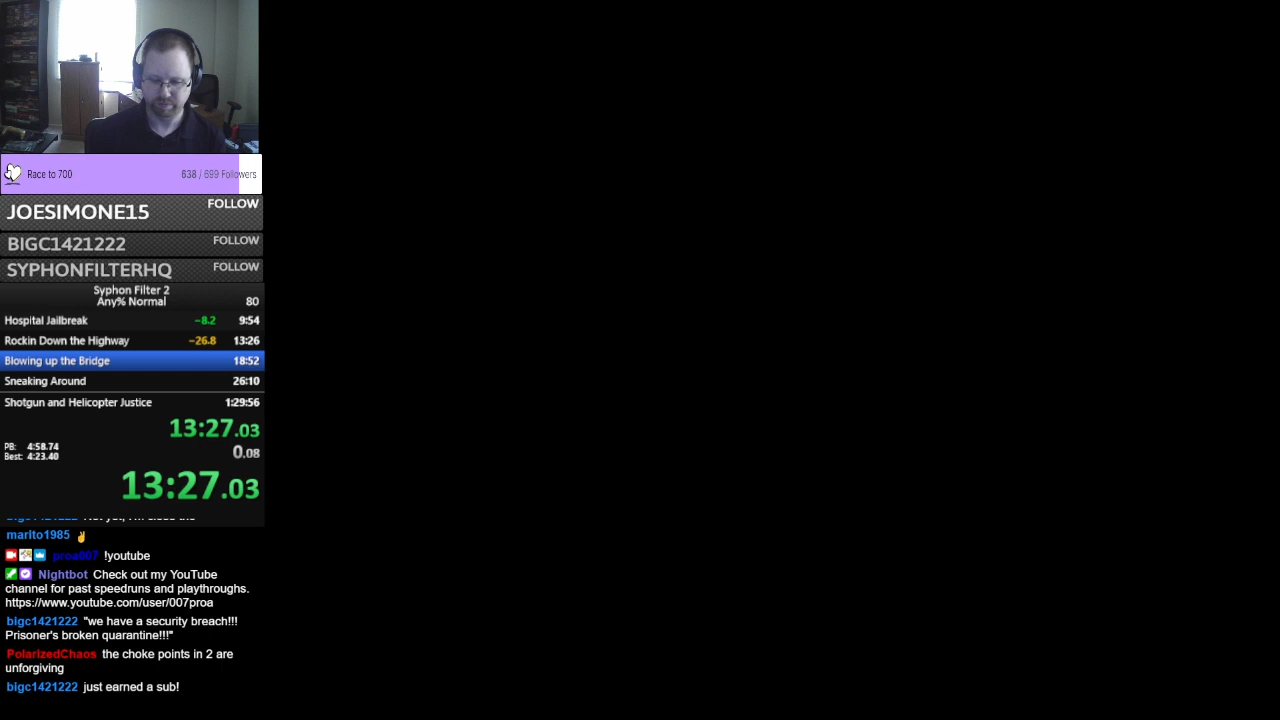 Race to 700 638 / 699 Followers
JOESIMONE15 FOLLOW
BIGC1421222 FOLLOW
SYPHONFILTERHQ FOLLOW
Syphon Filter 2
Any% Normal 80
Hospital Jailbreak -8.2 9:54
Rockin Down the Highway -26.8 13:26
Blowing up the Bridge 18:52
Sneaking Around 26:10
Shotgun and Helicopter Justice 1:29:56
13:27.03
PB: 4:58.74 0.08
Best: 4:23.40
13:27.03
marito1985 ✌
proa007 !youtube
Nightbot Check out my YouTube
channel for past speedruns and playthroughs.
https://www.youtube.com/user/007proa
bigc1421222 "we have a security breach!!!
Prisoner's broken quarantine!!!"
PolarizedChaos the choke points in 2 are
unforgiving
bigc1421222 just earned a sub!